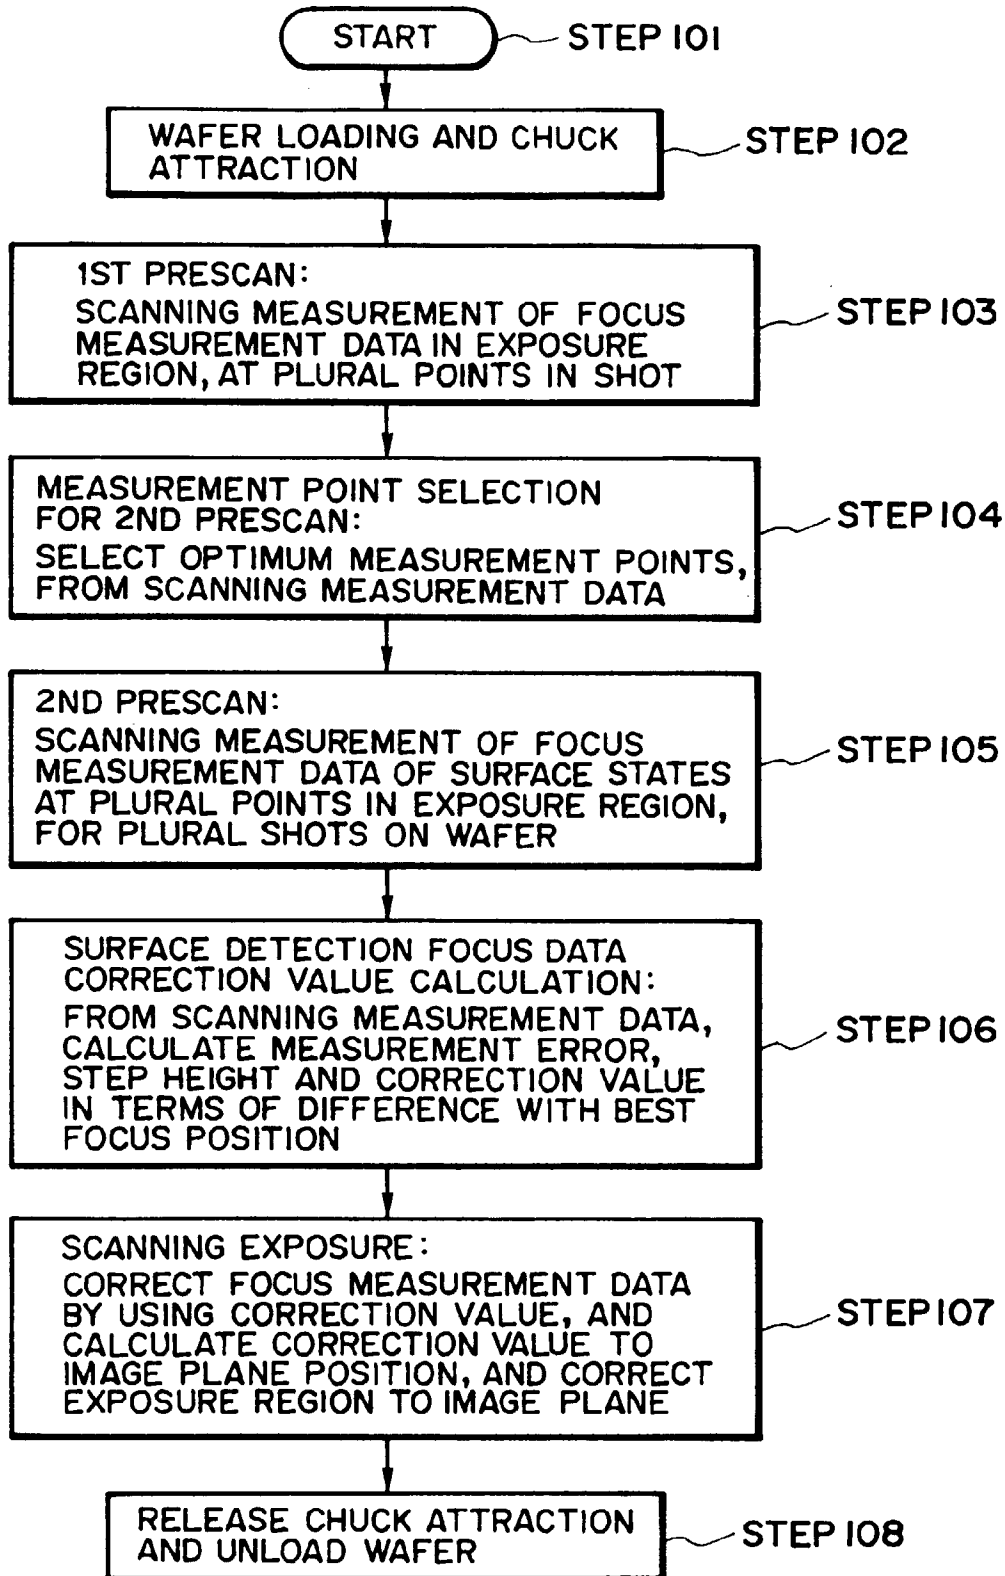 START
STEP 101
WAFER LOADING AND CHUCK
ATTRACTION
STEP 102
1ST PRESCAN:
SCANNING MEASUREMENT OF FOCUS
MEASUREMENT DATA IN EXPOSURE
REGION, AT PLURAL POINTS IN SHOT
STEP 103
MEASUREMENT POINT SELECTION
FOR 2ND PRESCAN:
SELECT OPTIMUM MEASUREMENT POINTS,
FROM SCANNING MEASUREMENT DATA
STEP 104
2ND PRESCAN:
SCANNING MEASUREMENT OF FOCUS
MEASUREMENT DATA OF SURFACE STATES
AT PLURAL POINTS IN EXPOSURE REGION,
FOR PLURAL SHOTS ON WAFER
STEP 105
SURFACE DETECTION FOCUS DATA
CORRECTION VALUE CALCULATION:
FROM SCANNING MEASUREMENT DATA,
CALCULATE MEASUREMENT ERROR,
STEP HEIGHT AND CORRECTION VALUE
IN TERMS OF DIFFERENCE WITH BEST
FOCUS POSITION
STEP 106
SCANNING EXPOSURE:
CORRECT FOCUS MEASUREMENT DATA
BY USING CORRECTION VALUE, AND
CALCULATE CORRECTION VALUE TO
IMAGE PLANE POSITION, AND CORRECT
EXPOSURE REGION TO IMAGE PLANE
STEP 107
RELEASE CHUCK ATTRACTION
AND UNLOAD WAFER
STEP 108